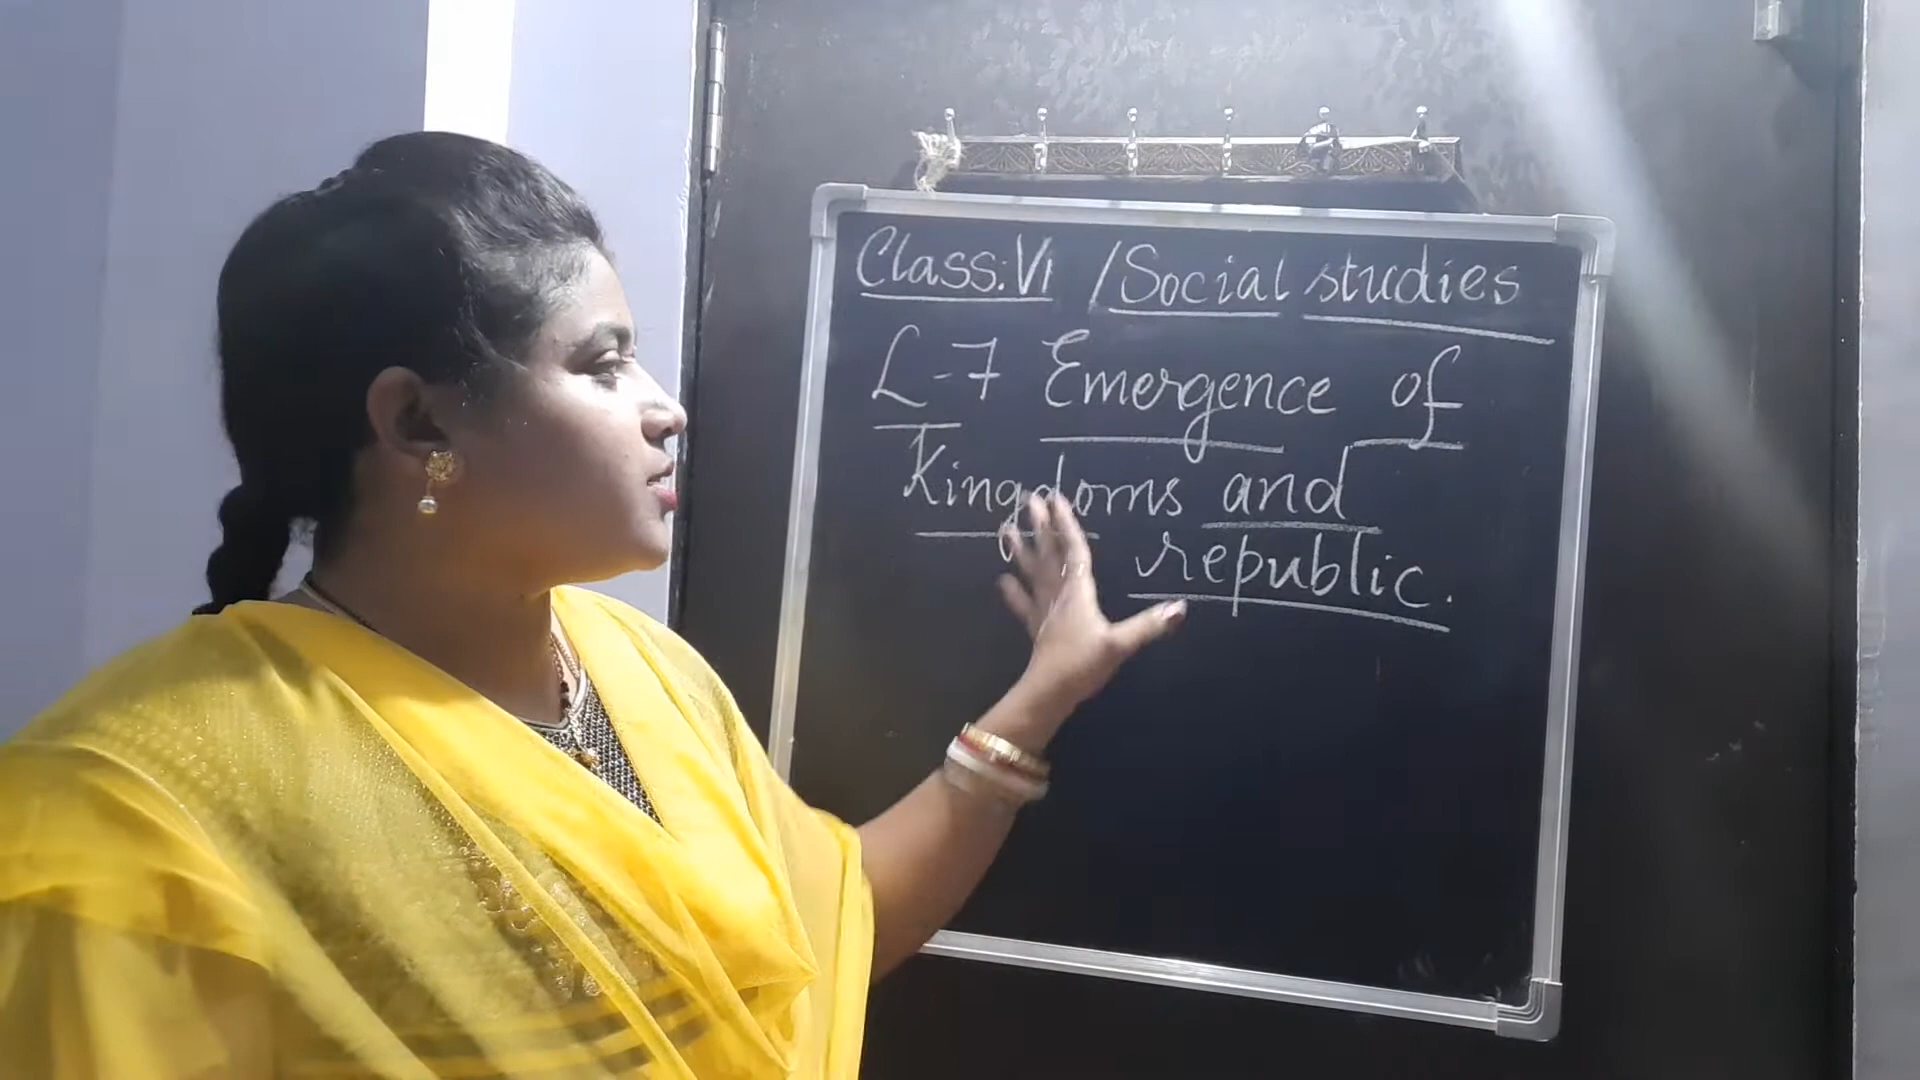 Class:VI /Social studies
L-7 Emergence of
Kingdoms and
republic.